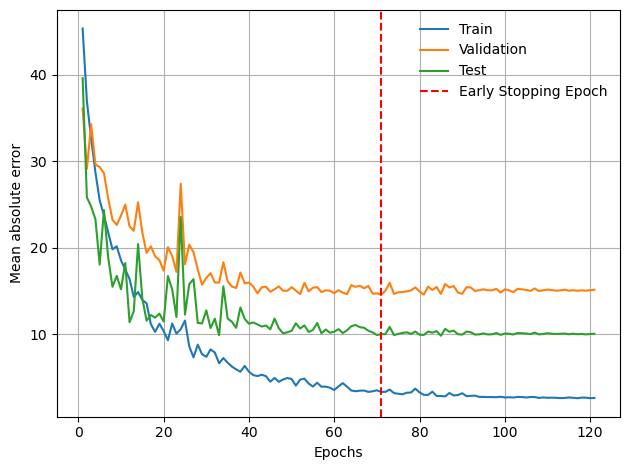 Train
Validation
Test
Early Stopping Epoch
Mean absolute error
40
30
20
10
0 20 40 60 80 100 120
Epochs